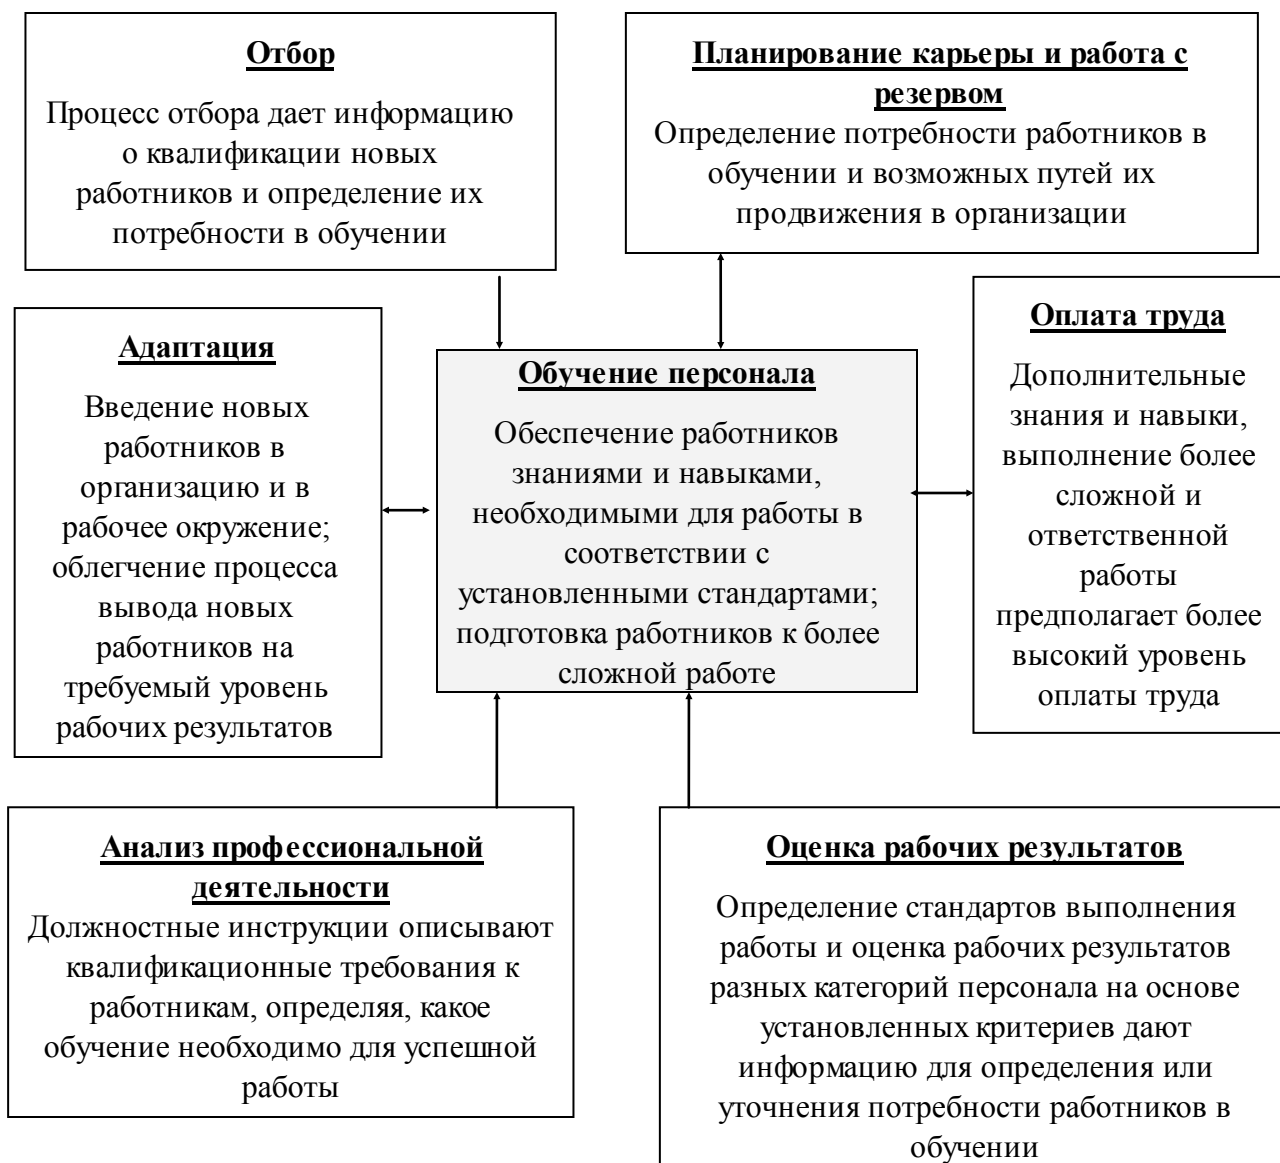 Отбор
Процесс отбора дает информацию
о квалификации новых
работников и определение их
потребности в обучении
Планирование карьеры и работа с
резервом
Определение потребности работников в
обучении и возможных путей их
продвижения в организации
Адаптация
Введение новых
работников в
организацию и в
рабочее окружение;
облегчение процесса
вывода новых
работников на
требуемый уровень
рабочих результатов
Обучение персонала
Обеспечение работников
знаниями и навыками,
необходимыми для работы в
соответствии с
установленными стандартами;
подготовка работников к более
сложной работе
Оплата труда
Дополнительные
знания и навыки,
выполнение более
сложной и
ответственной
работы
предполагает более
высокий уровень
оплаты труда
Анализ профессиональной
деятельности
Должностные инструкции описывают
квалификационные требования к
работникам, определяя, какое
обучение необходимо для успешной
работы
Оценка рабочих результатов
Определение стандартов выполнения
работы и оценка рабочих результатов
разных категорий персонала на основе
установленных критериев дают
информацию для определения или
уточнения потребности работников в
обучении